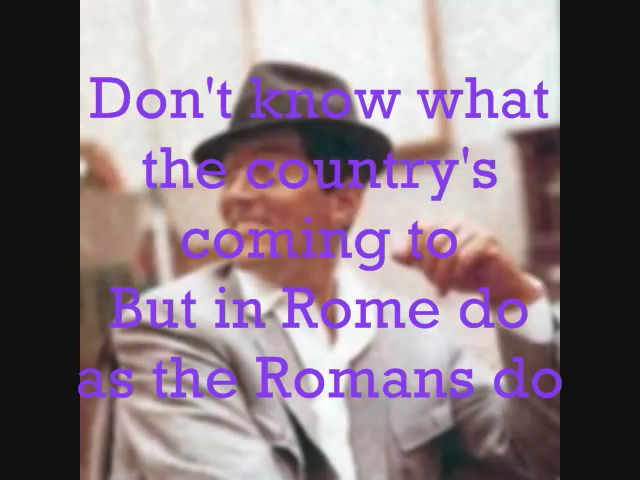 Don't know what
the country's
coming to
But in Rome do
as the Romans do